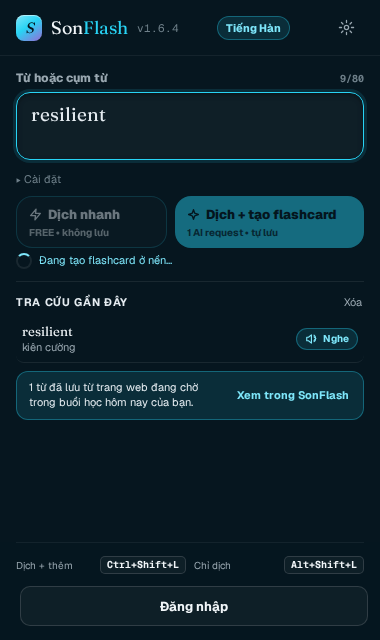 S SonFlash v1.6.4 Tiếng Hàn
Từ hoặc cụm từ 9/80
resilient
▸ Cài đặt
Dịch nhanh
FREE • không lưu
Dịch + tạo flashcard
1 AI request • tự lưu
Đang tạo flashcard ở nền…
TRA CỨU GẦN ĐÂY Xóa
resilient
kiên cường
Nghe
1 từ đã lưu từ trang web đang chờ
trong buổi học hôm nay của bạn.
Xem trong SonFlash
Dịch + thêm Ctrl+Shift+L Chỉ dịch Alt+Shift+L
Đăng nhập